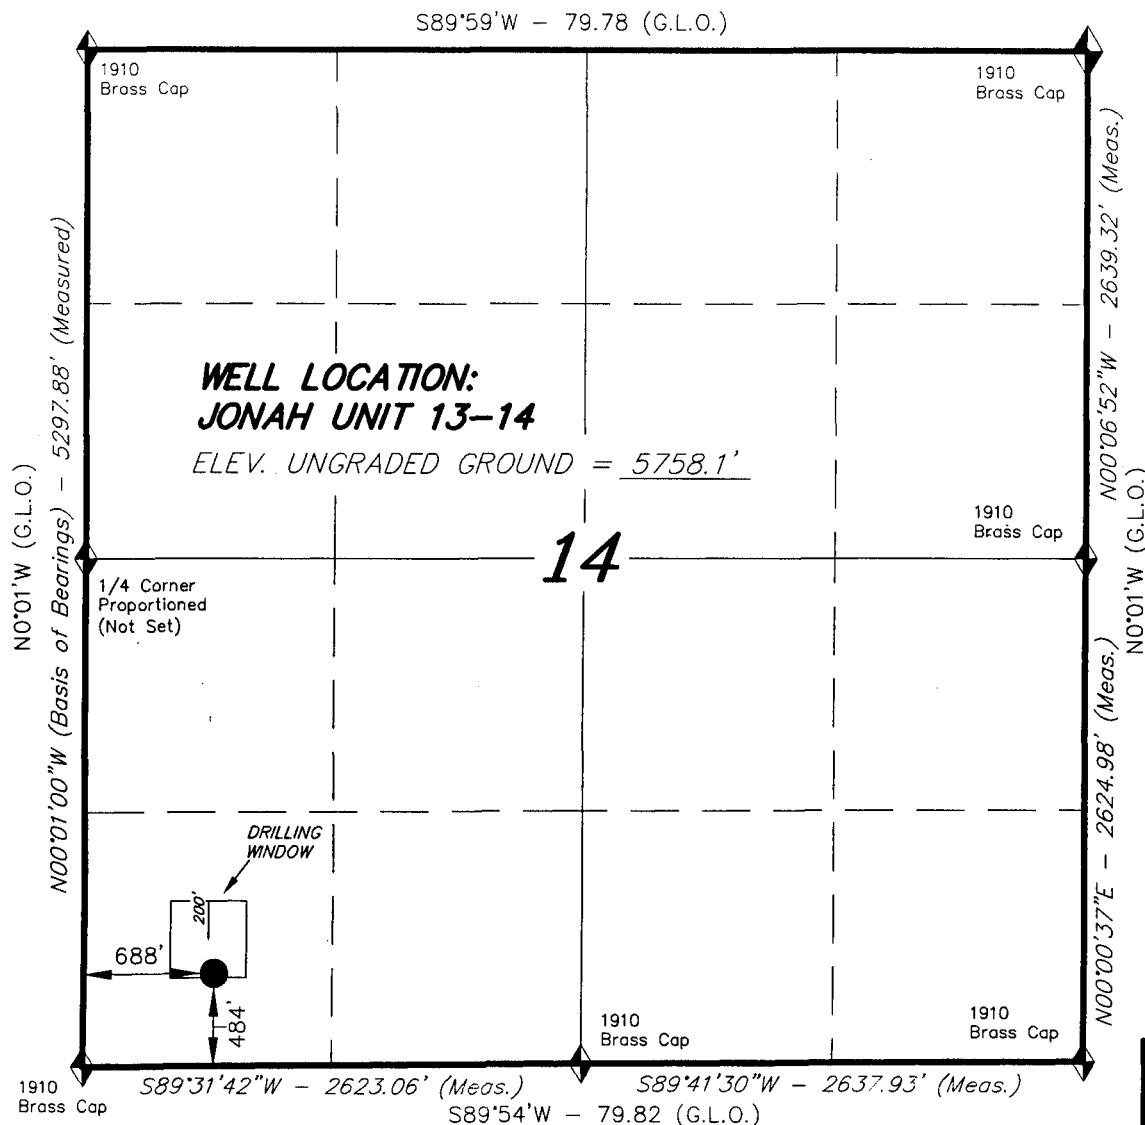 S89°59'W - 79.78 (G.L.O.)
1910
Brass Cap
1910
Brass Cap
N00°06'52"W - 2639.32' (Meas.)
N00°01'00"W (Basis of Bearings) - 5297.88' (Measured)
WELL LOCATION:
JONAH UNIT 13-14
ELEV. UNGRADED GROUND = 5758.1'
N0°01'W (G.L.O.)
1910
Brass Cap
N0°01'W (G.L.O.)
14
1/4 Corner
Proportioned
(Not Set)
N00°00'37"E - 2624.98' (Meas.)
DRILLING
WINDOW
200'
688'
484'
1910
Brass Cap
1910
Brass Cap
1910
Brass Cap
S89°31'42"W - 2623.06' (Meas.)
S89°41'30"W - 2637.93' (Meas.)
S89°54'W - 79.82 (G.L.O.)